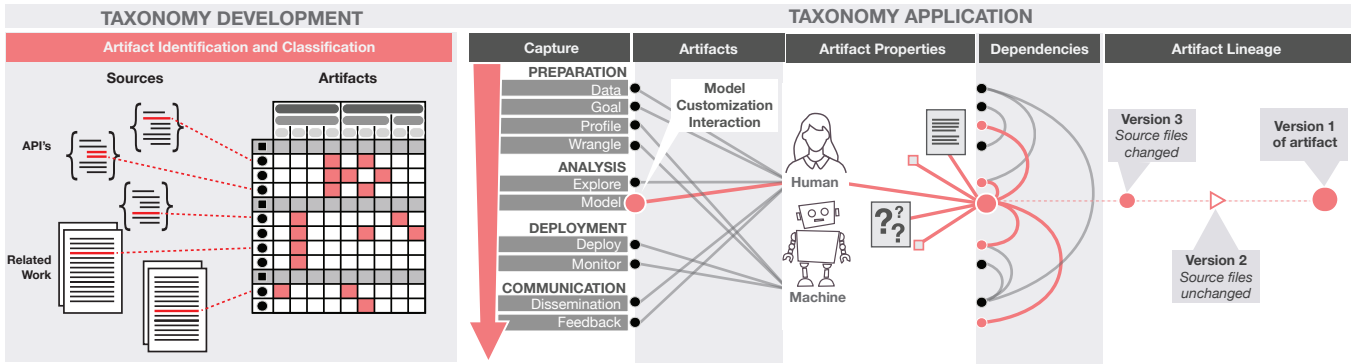 TAXONOMY DEVELOPMENT
TAXONOMY APPLICATION
Artifact Identification and Classification
Sources
Artifacts
API's
Related
Work
Capture
Artifacts
Artifact Properties
Dependencies
Artifact Lineage
PREPARATION
Data
Goal
Profile
Wrangle
ANALYSIS
Explore
Model
DEPLOYMENT
Deploy
Monitor
COMMUNICATION
Dissemination
Feedback
Model
Customization
Interaction
Human
Machine
???
Version 3
Source files
changed
Version 2
Source files
unchanged
Version 1
of artifact